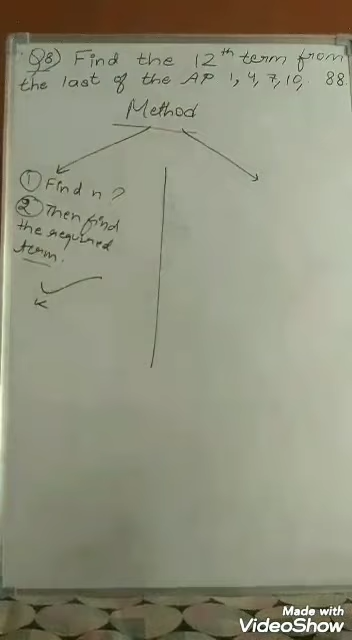 Q8) Find the 12th term from
the last of the AP 1, 4, 7, 10, 88
Method
① Find n ?
② Then find
the required
term.
Made with
VideoShow